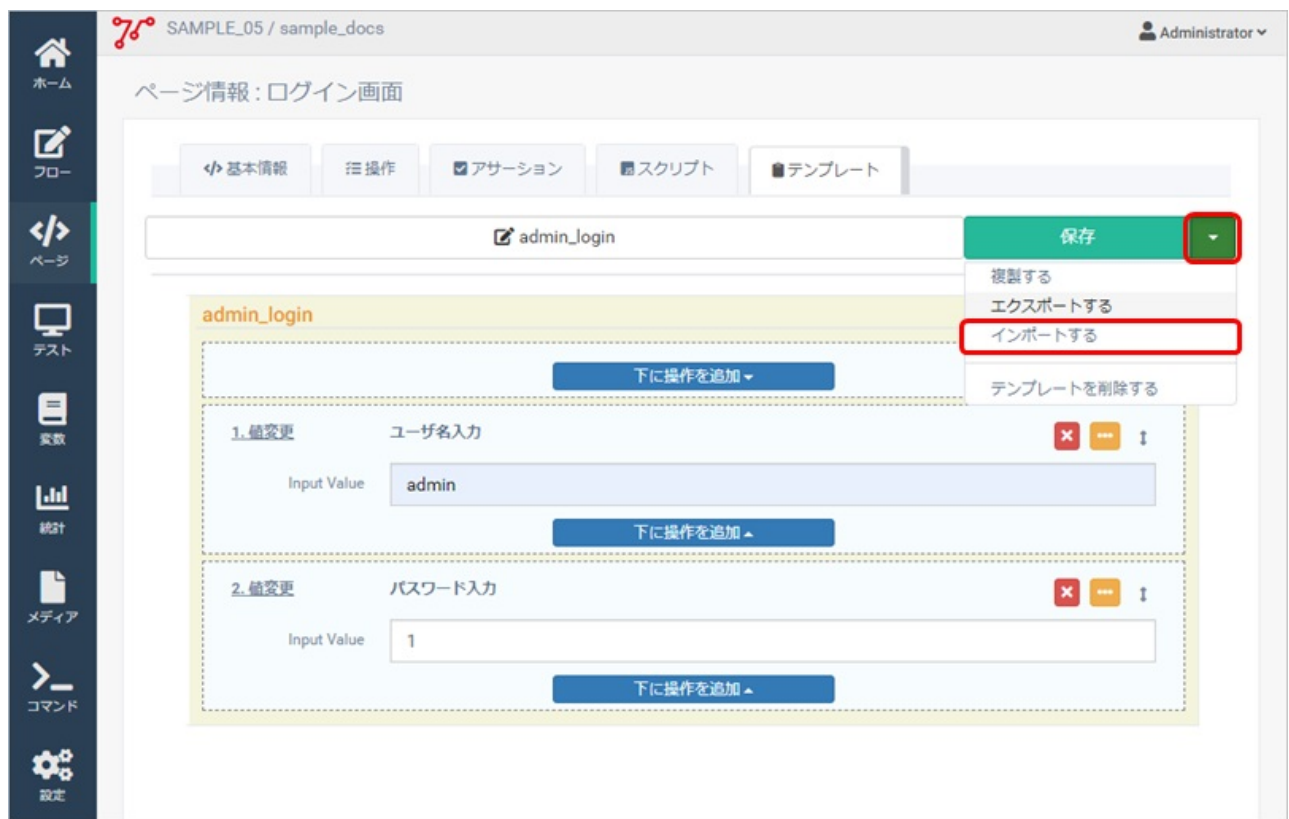 SAMPLE_05 / sample_docs
Administrator
ホーム
フロー
ページ
テスト
変数
統計
メディア
コマンド
設定
ページ情報 : ログイン画面
基本情報
操作
アサーション
スクリプト
テンプレート
admin_login
保存
複製する
エクスポートする
インポートする
テンプレートを削除する
admin_login
下に操作を追加
1. 値変更 ユーザ名入力
Input Value admin
下に操作を追加
2. 値変更 パスワード入力
Input Value 1
下に操作を追加